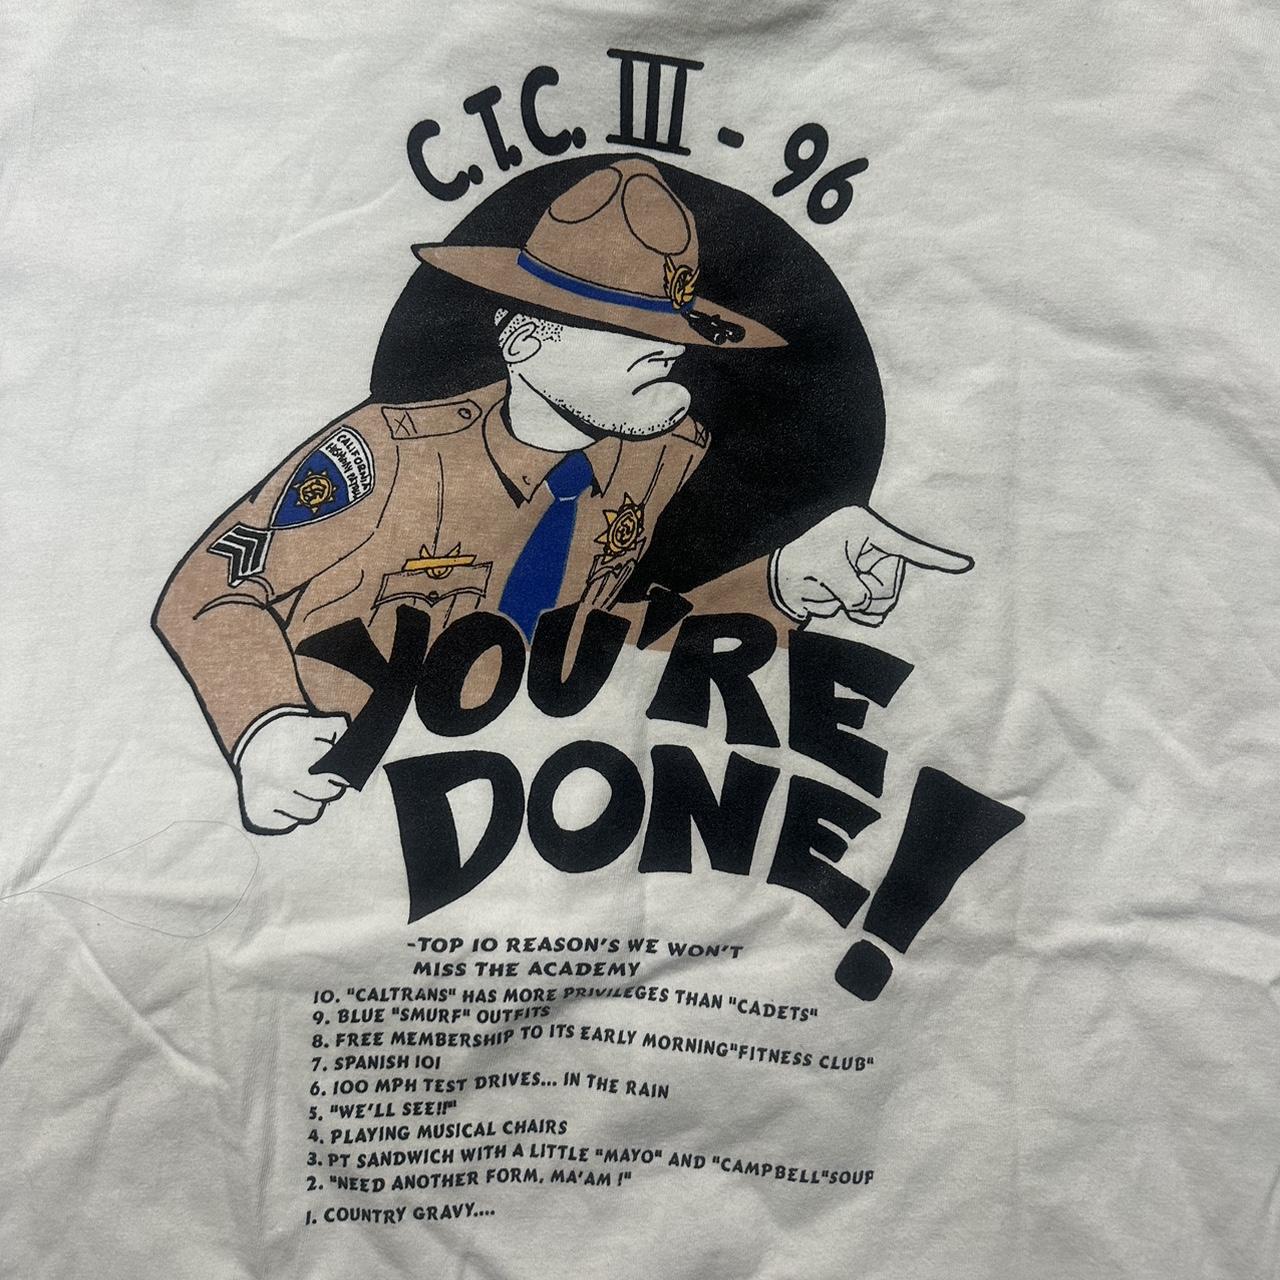 C.T.C. III - 96
CALIFORNIA
HIGHWAY PATROL
YOU'RE
DONE!
-TOP 10 REASON'S WE WON'T
MISS THE ACADEMY
10. "CALTRANS" HAS MORE PRIVILEGES THAN "CADETS"
9. BLUE "SMURF" OUTFITS
8. FREE MEMBERSHIP TO ITS EARLY MORNING"FITNESS CLUB"
7. SPANISH 101
6. 100 MPH TEST DRIVES... IN THE RAIN
5. "WE'LL SEE!!"
4. PLAYING MUSICAL CHAIRS
3. PT SANDWICH WITH A LITTLE "MAYO" AND "CAMPBELL"SOUP
2. "NEED ANOTHER FORM, MA'AM !"
1. COUNTRY GRAVY....